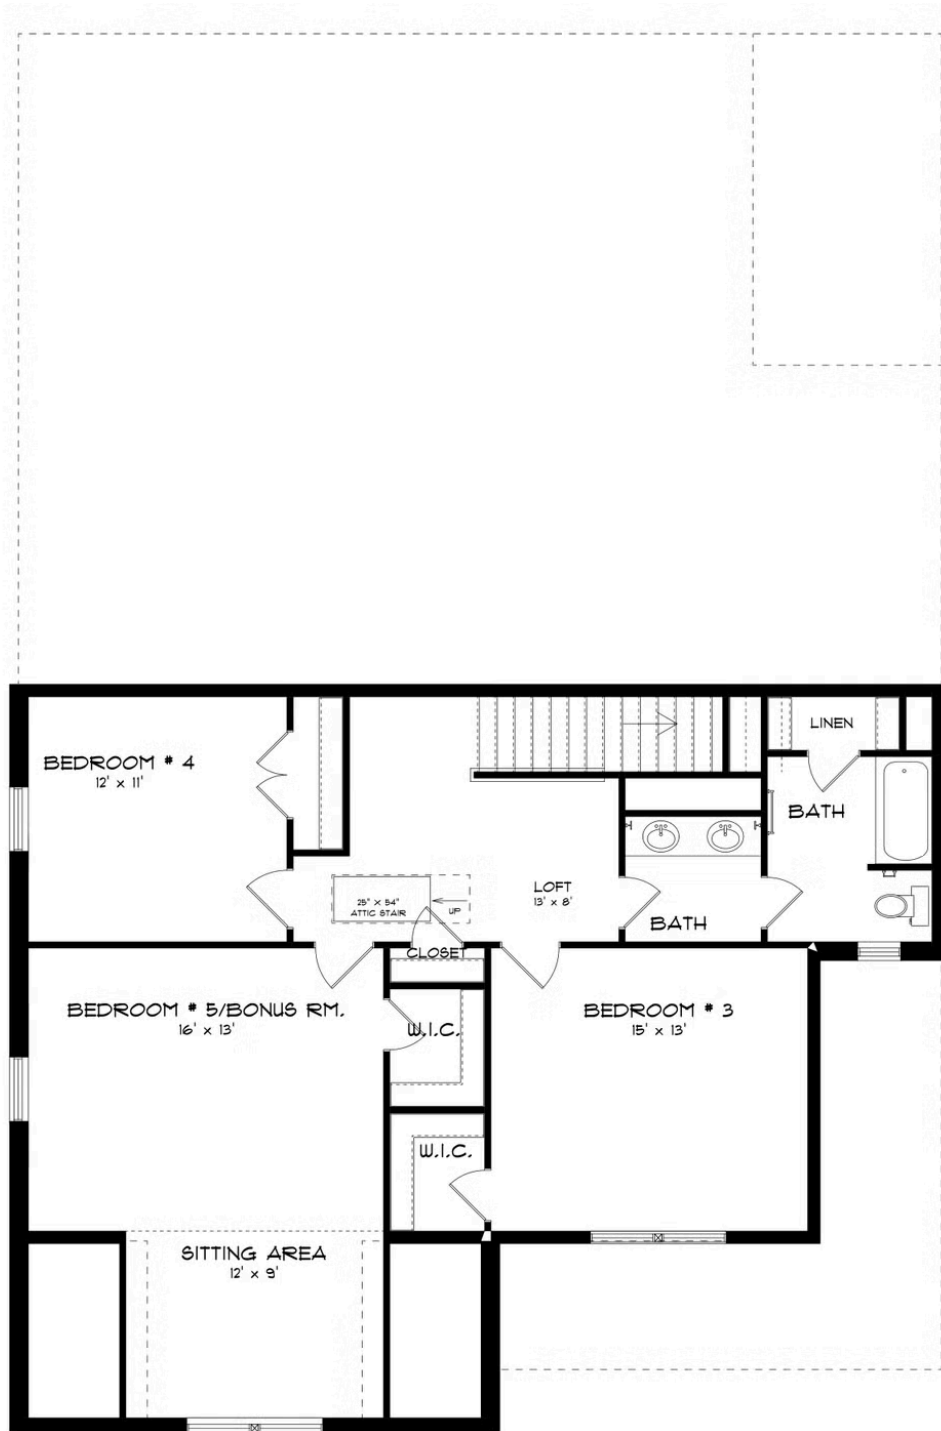 LINEN
BEDROOM # 4
12' x 11'
BATH
LOFT
13' x 8'
25" x 54"
ATTIC STAIR
UP
BATH
CLOSET
BEDROOM # 5/BONUS RM.
16' x 13'
W.I.C.
BEDROOM # 3
15' x 13'
W.I.C.
SITTING AREA
12' x 9'